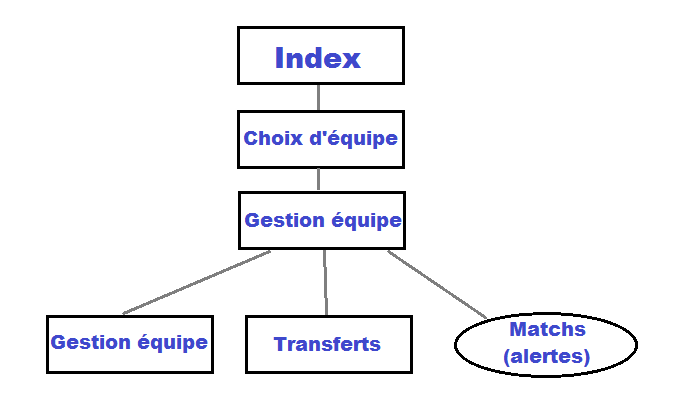 Index
Choix d'équipe
Gestion équipe
Gestion équipe
Transferts
Matchs
(alertes)